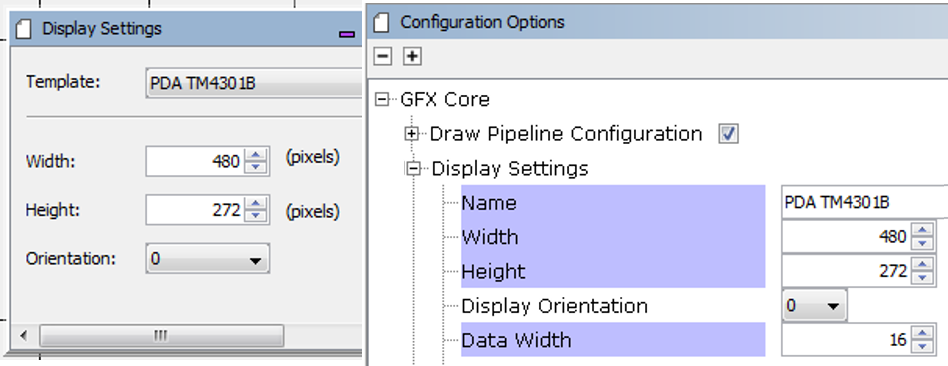 Display Settings
Template: PDA TM4301B
Width: 480 (pixels)
Height: 272 (pixels)
Orientation: 0
Configuration Options
GFX Core
Draw Pipeline Configuration
Display Settings
Name PDA TM4301B
Width 480
Height 272
Display Orientation 0
Data Width 16